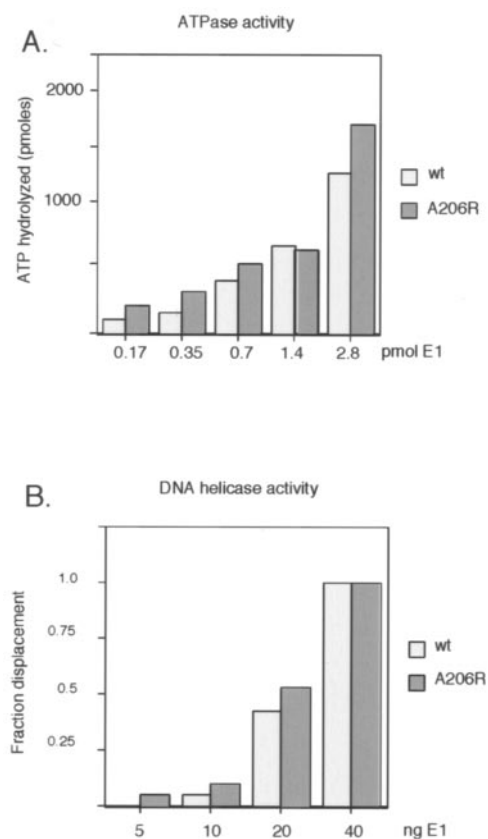 ATPase activity
A.
ATP hydrolyzed (pmoles)
2000
1000
wt
A206R
0.17 0.35 0.7 1.4 2.8 pmol E1
DNA helicase activity
B.
Fraction displacement
1.0
0.75
0.5
0.25
wt
A206R
5 10 20 40 ng E1